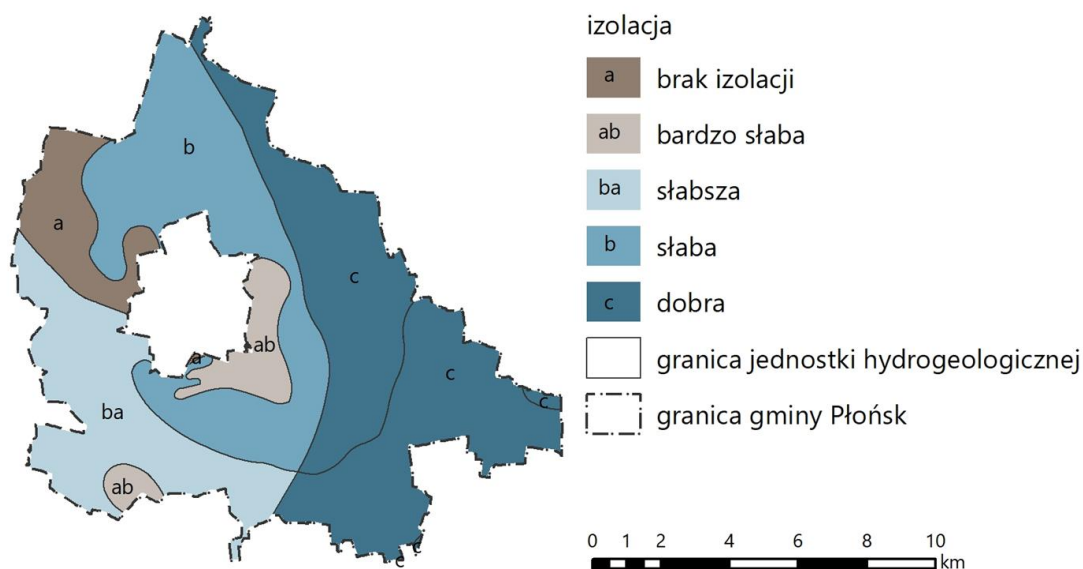 izolacja
a brak izolacji
ab bardzo słaba
ba słabsza
b słaba
c dobra
granica jednostki hydrogeologicznej
granica gminy Płońsk
b
a
c
ab
a
c
ba
c
ab
c
c
0 1 2 4 6 8 10
km